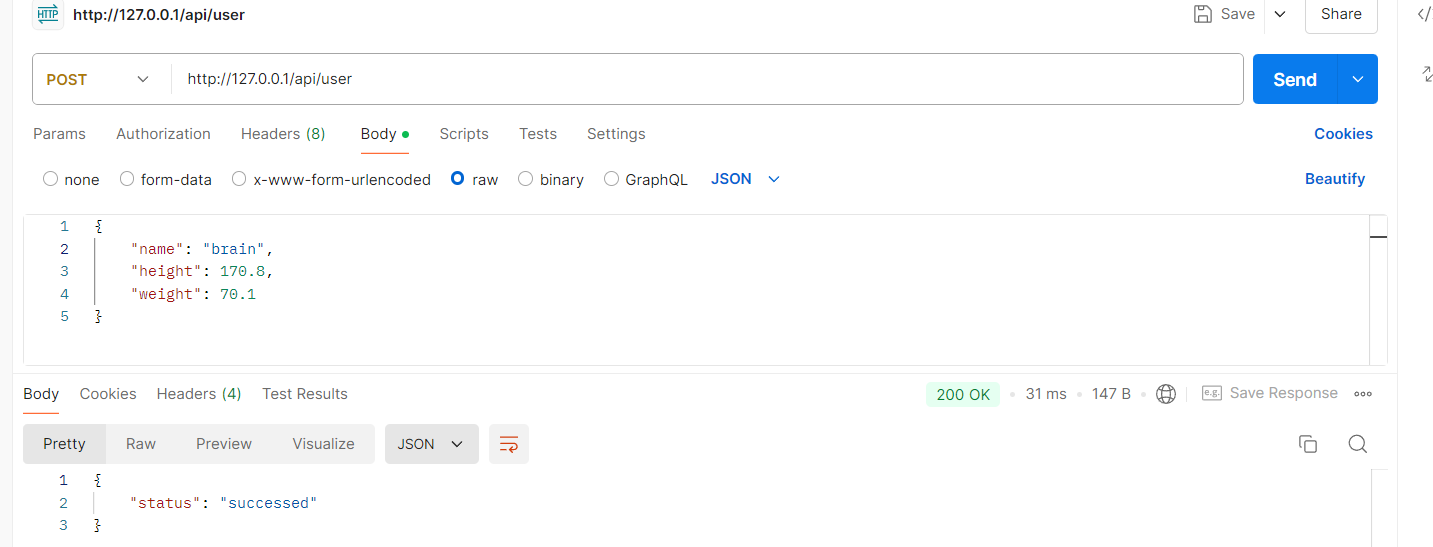 HTTP http://127.0.0.1/api/user Save Share </>
POST http://127.0.0.1/api/user Send
Params Authorization Headers (8) Body Scripts Tests Settings Cookies
none form-data x-www-form-urlencoded raw binary GraphQL JSON Beautify
1 {
2 "name": "brain",
3 "height": 170.8,
4 "weight": 70.1
5 }
Body Cookies Headers (4) Test Results 200 OK 31 ms 147 B e.g. Save Response
Pretty Raw Preview Visualize JSON
1 {
2 "status": "successed"
3 }